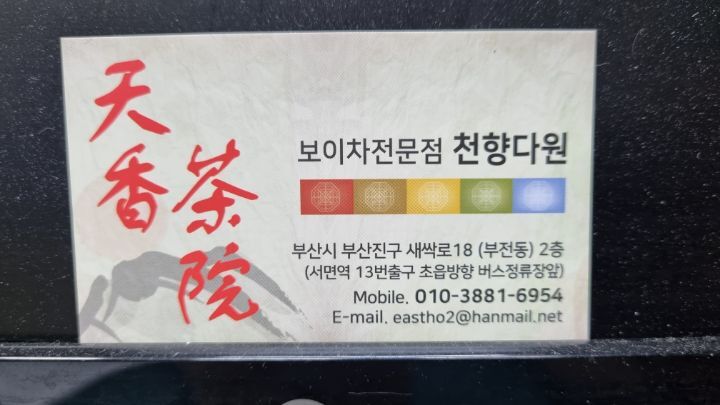 天香
茶院
보이차전문점 천향다원
부산시 부산진구 새싹로18 (부전동) 2층
(서면역 13번출구 초읍방향 버스정류장앞)
Mobile. 010-3881-6954
E-mail. eastho2@hanmail.net